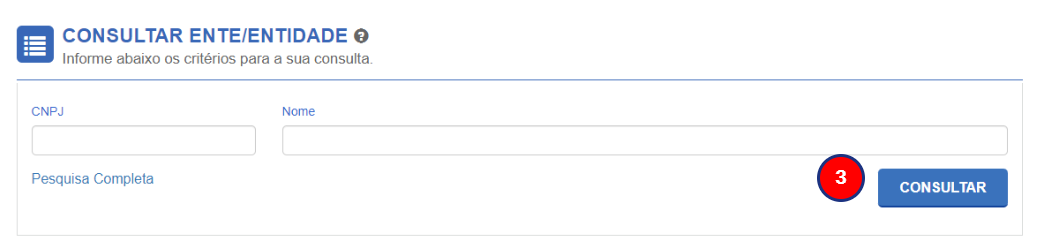 CONSULTAR ENTE/ENTIDADE ?
Informe abaixo os critérios para a sua consulta.
CNPJ Nome
Pesquisa Completa
3 CONSULTAR